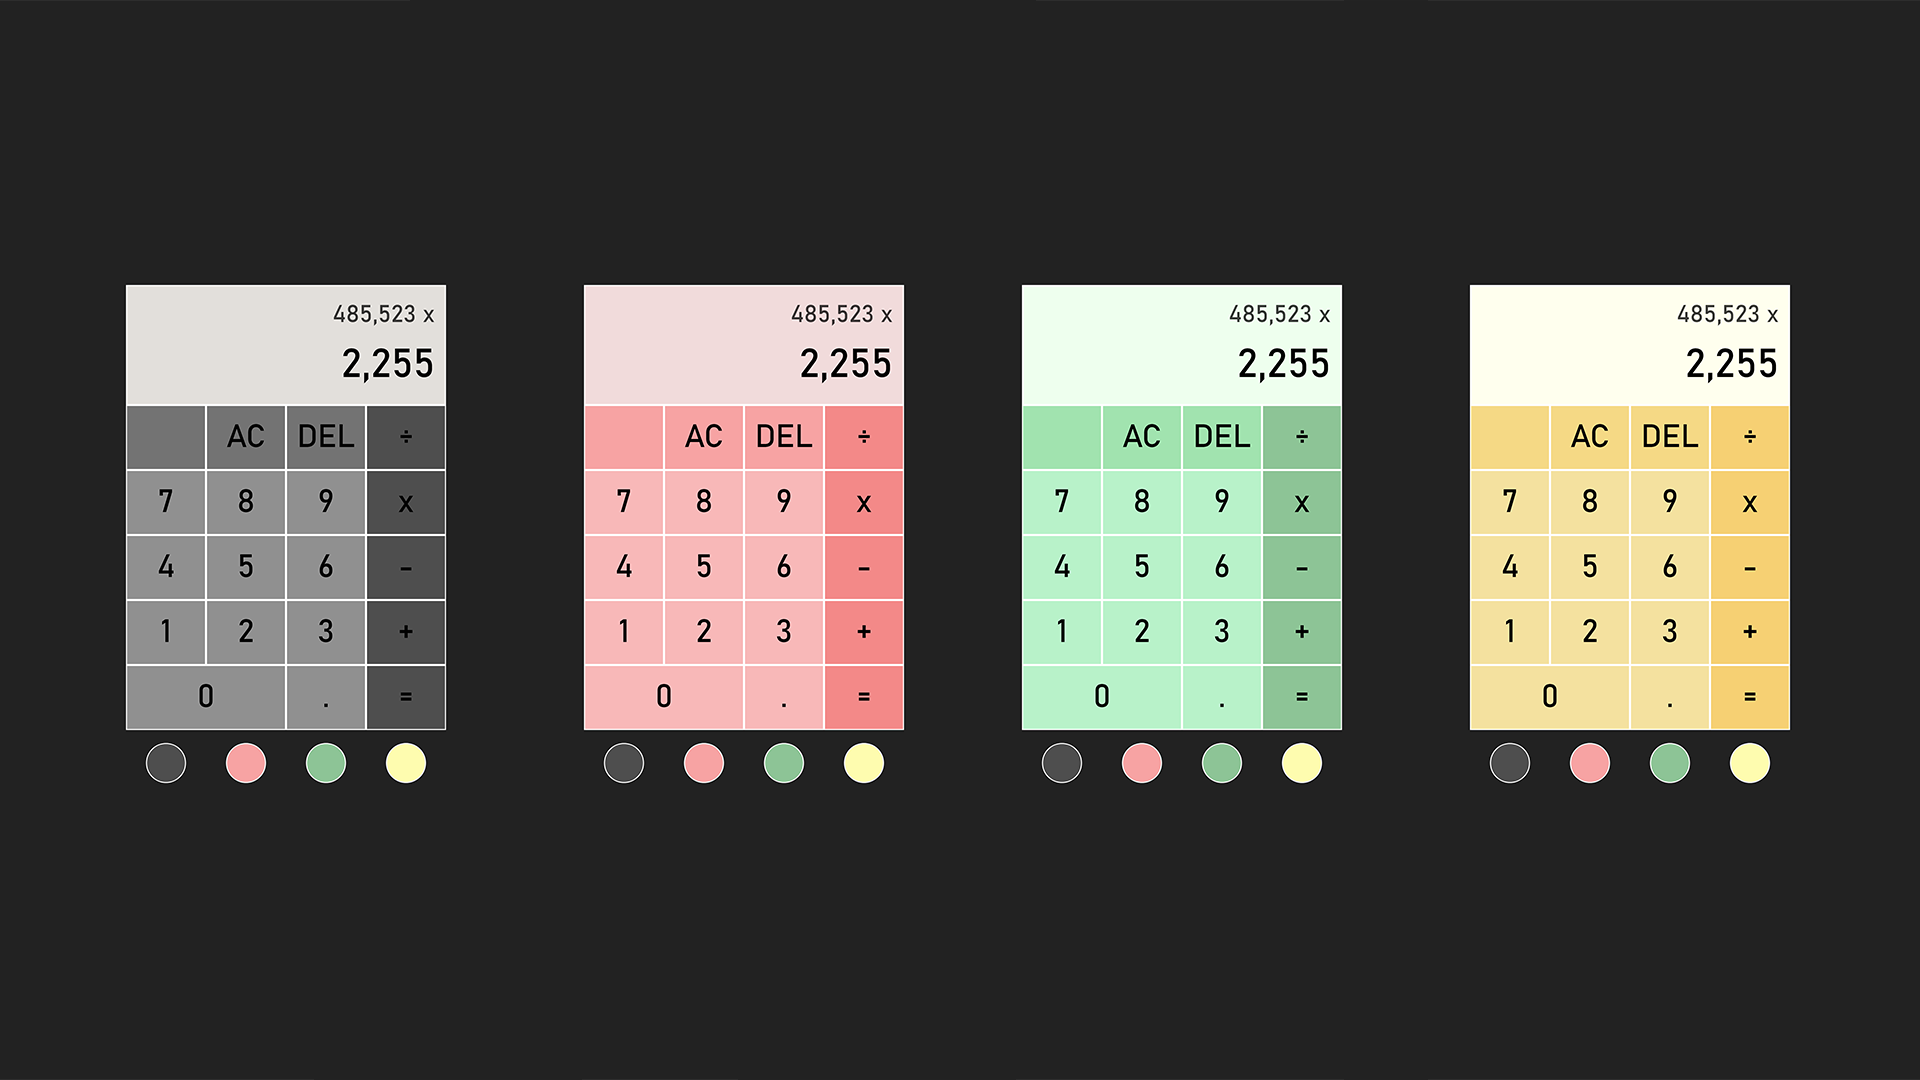 485,523 x
2,255
AC DEL ÷
7 8 9 x
4 5 6 -
1 2 3 +
0 . =
485,523 x
2,255
AC DEL ÷
7 8 9 x
4 5 6 -
1 2 3 +
0 . =
485,523 x
2,255
AC DEL ÷
7 8 9 x
4 5 6 -
1 2 3 +
0 . =
485,523 x
2,255
AC DEL ÷
7 8 9 x
4 5 6 -
1 2 3 +
0 . =